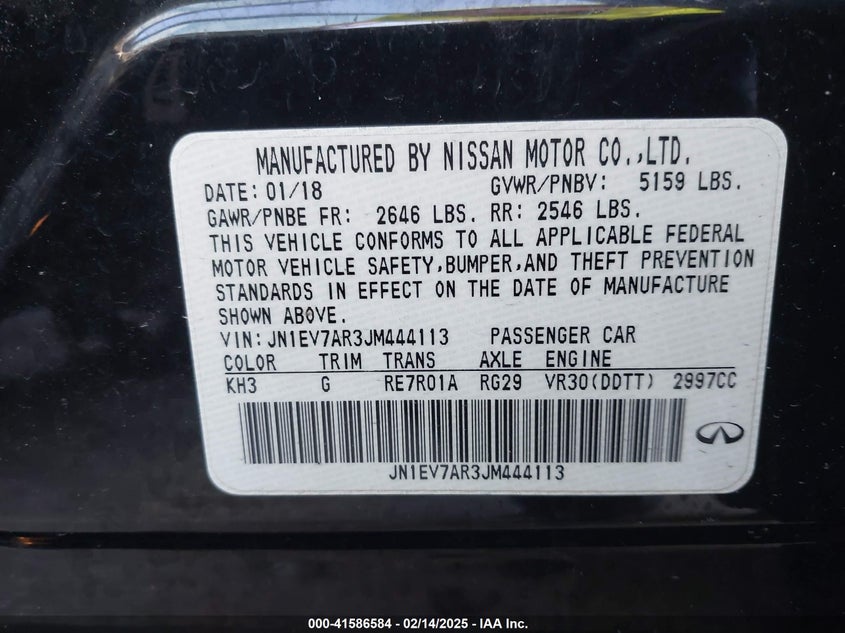 MANUFACTURED BY NISSAN MOTOR CO.,LTD.
DATE: 01/18 GVWR/PNBV: 5159 LBS.
GAWR/PNBE FR: 2646 LBS. RR: 2546 LBS.
THIS VEHICLE CONFORMS TO ALL APPLICABLE FEDERAL
MOTOR VEHICLE SAFETY,BUMPER,AND THEFT PREVENTION
STANDARDS IN EFFECT ON THE DATE OF MANUFACTURE
SHOWN ABOVE.
VIN: JN1EV7AR3JM444113 PASSENGER CAR
COLOR TRIM TRANS AXLE ENGINE
KH3 G RE7R01A RG29 VR30(DDTT) 2997CC
JN1EV7AR3JM444113
000-41586584 - 02/14/2025 - IAA Inc.